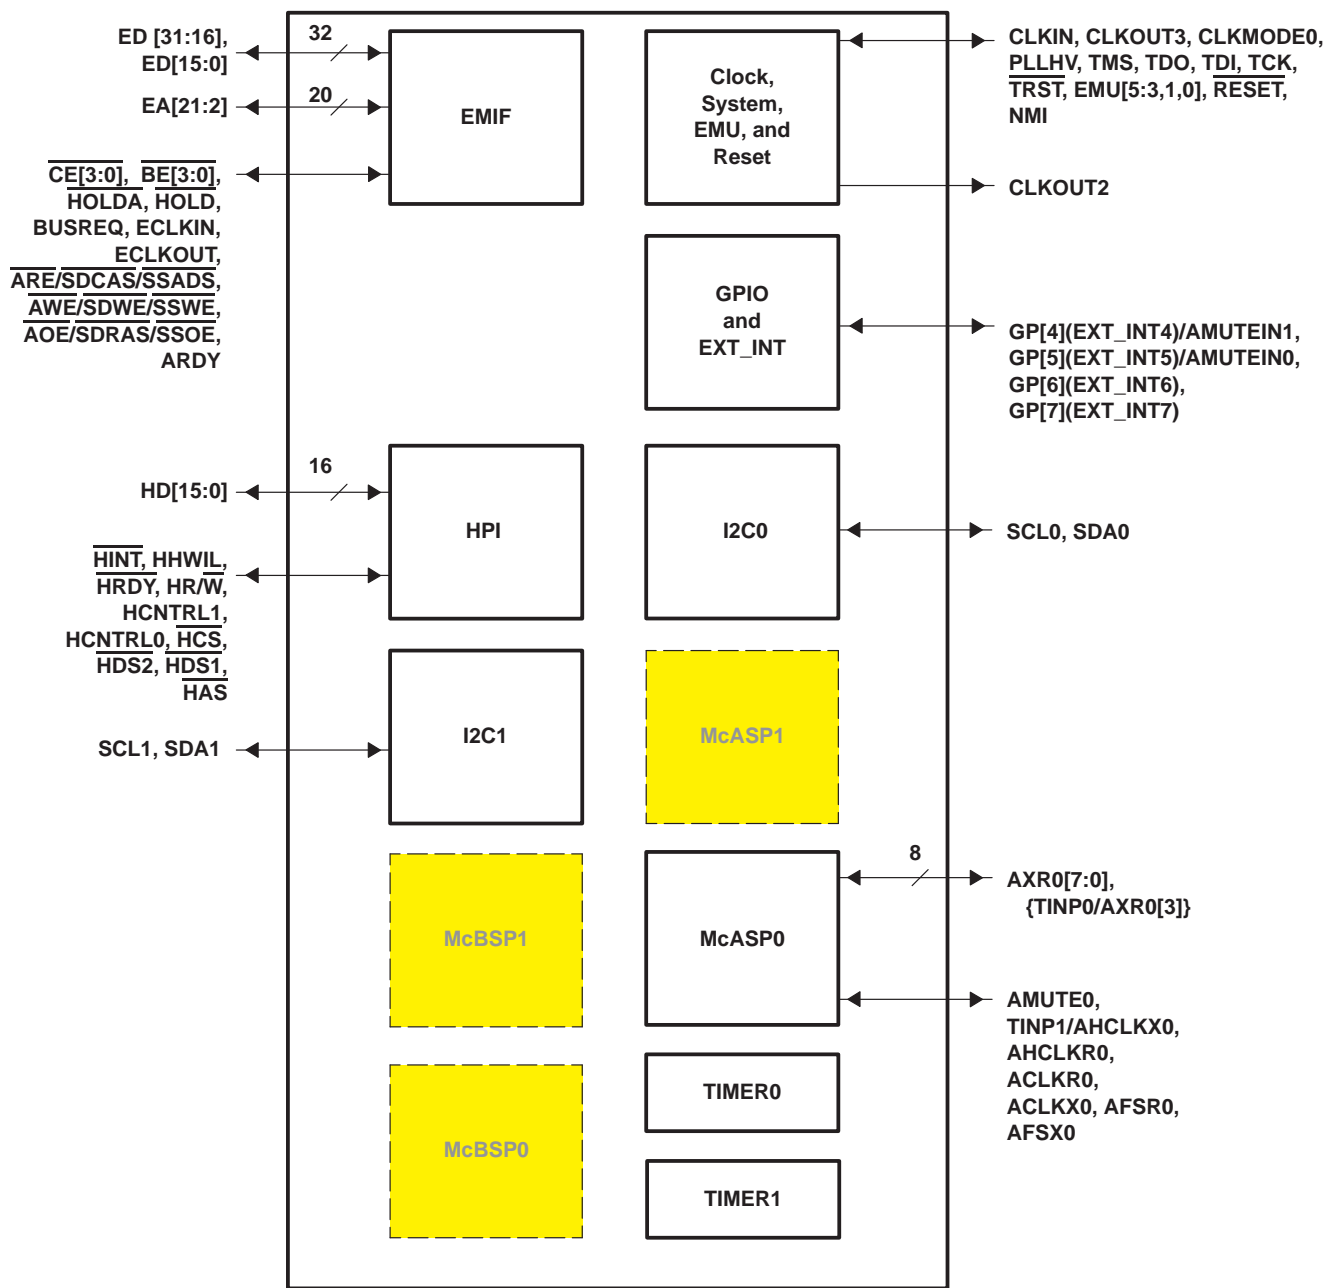 ED [31:16],
ED[15:0]
32
EA[21:2]
20
EMIF
CE[3:0], BE[3:0],
HOLDA, HOLD,
BUSREQ, ECLKIN,
ECLKOUT,
ARE/SDCAS/SSADS,
AWE/SDWE/SSWE,
AOE/SDRAS/SSOE,
ARDY
Clock,
System,
EMU, and
Reset
CLKIN, CLKOUT3, CLKMODE0,
PLLHV, TMS, TDO, TDI, TCK,
TRST, EMU[5:3,1,0], RESET,
NMI
CLKOUT2
GPIO
and
EXT_INT
GP[4](EXT_INT4)/AMUTEIN1,
GP[5](EXT_INT5)/AMUTEIN0,
GP[6](EXT_INT6),
GP[7](EXT_INT7)
16
HD[15:0]
HPI
HINT, HHWIL,
HRDY, HR/W,
HCNTRL1,
HCNTRL0, HCS,
HDS2, HDS1,
HAS
I2C0
SCL0, SDA0
SCL1, SDA1
I2C1
McASP1
McBSP1
McASP0
8
AXR0[7:0],
{TINP0/AXR0[3]}
AMUTE0,
TINP1/AHCLKX0,
AHCLKR0,
ACLKR0,
ACLKX0, AFSR0,
AFSX0
McBSP0
TIMER0
TIMER1